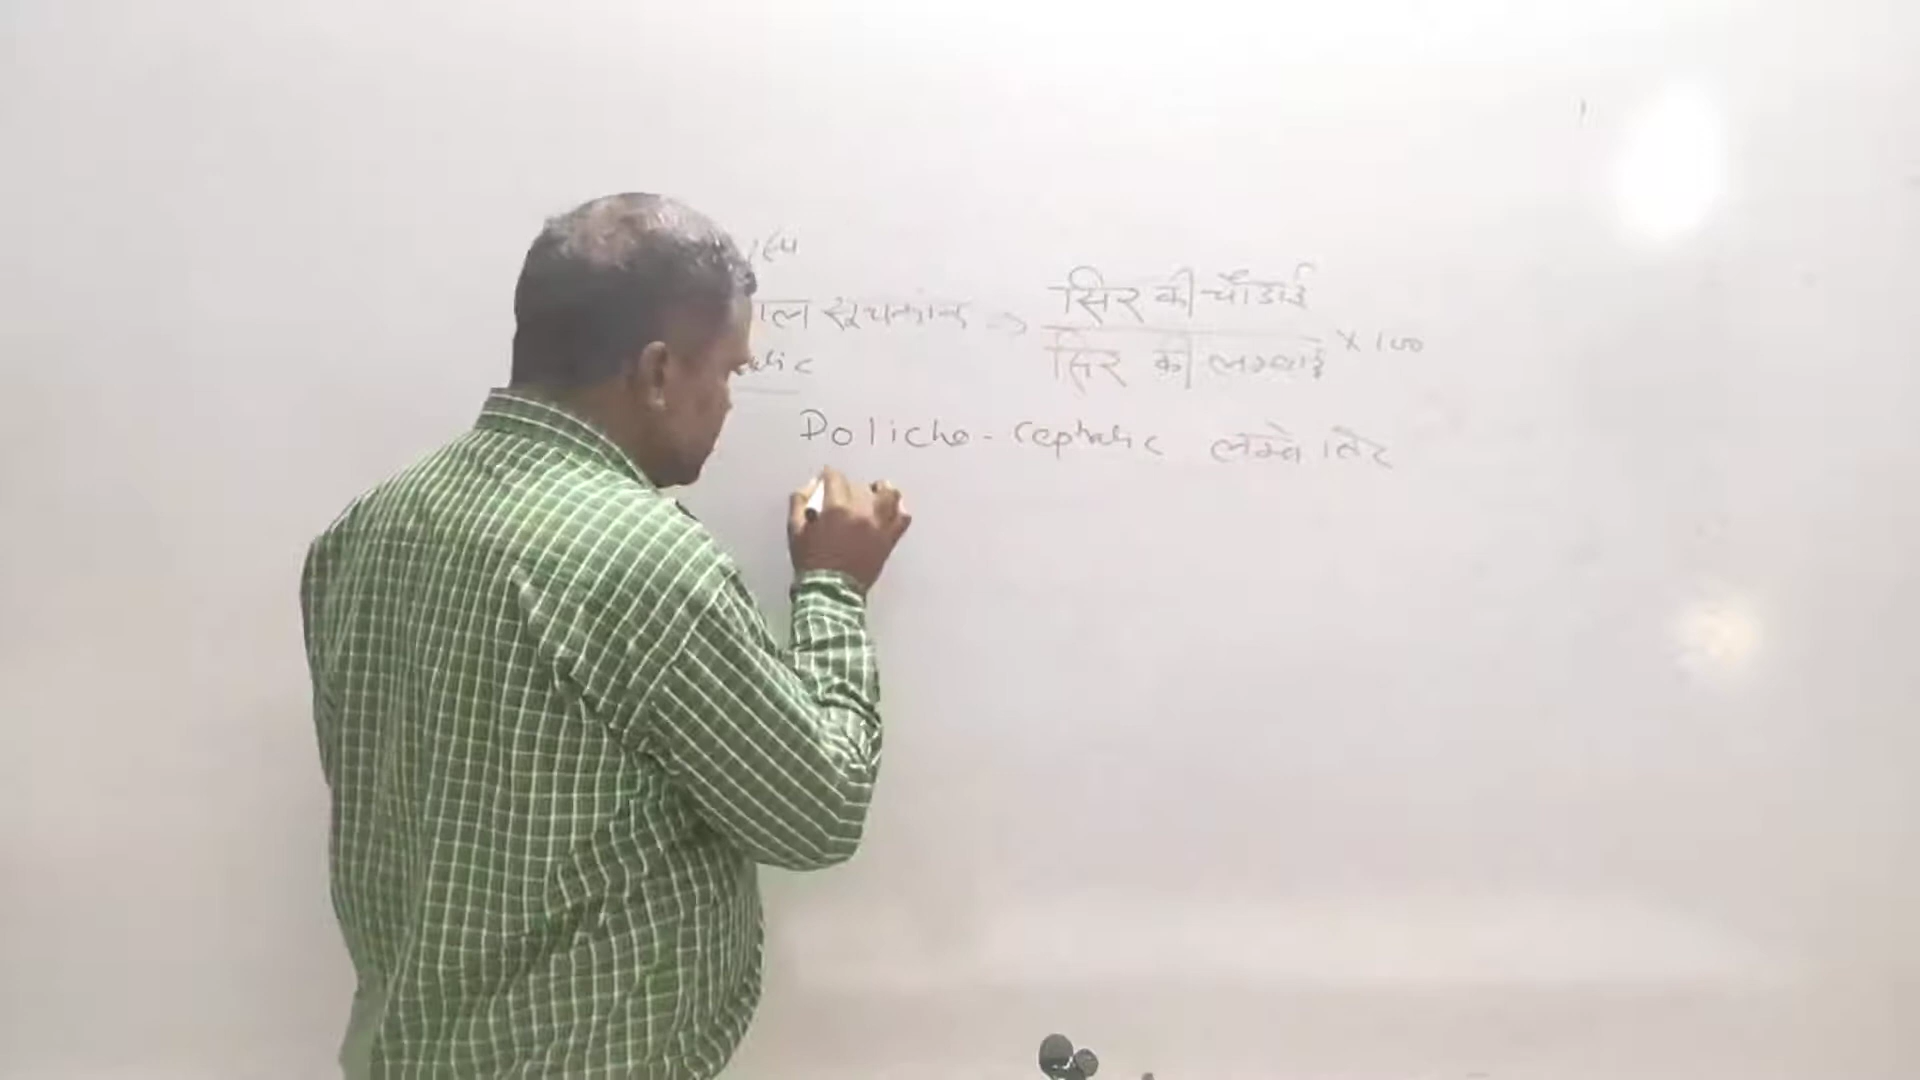 सूचकांक ⇒ सिर की चौडाई
सिर की लम्बाई × 100
Dolicho-cephalic लम्बे सिर